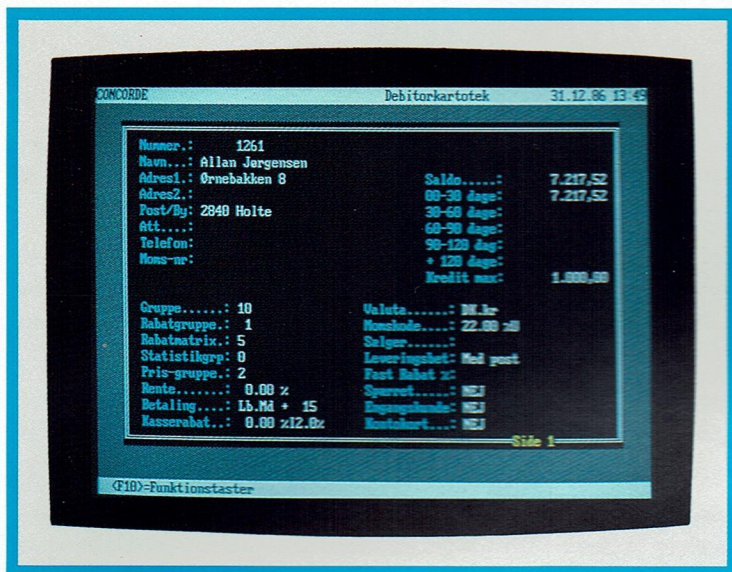 CONCORDE Debitorkartotek 31.12.86 13:49
Nummer.: 1261
Navn...: Allan Jørgensen
Adres1.: Ørnebakken 8
Adres2.:
Post/By: 2840 Holte
Att....:
Telefon:
Moms-nr:
Saldo.....: 7.217,52
00-30 dage: 7.217,52
30-60 dage:
60-90 dage:
90-120 dag:
+ 120 dage:
Kredit max: 1.000,00
Gruppe......: 10
Rabatgruppe.: 1
Rabatmatrix.: 5
Statistikgrp: 0
Pris-gruppe.: 2
Rente.......: 0.00 %
Betaling....: Lb.Md + 15
Kasserabat..: 0.00 %12.0%
Valuta......: DK.kr
Momskode....: 22.00 %U
Sælger......:
Leveringsbet: Med post
Fast Rabat %:
Spærret.....: NEJ
Engangskunde: NEJ
Kontokort...: NEJ
Side 1
<F10>=Funktionstaster